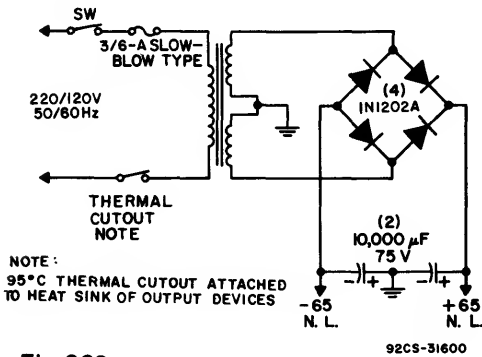 SW
3/6-A SLOW-
BLOW TYPE
220/120V
50/60Hz
(4)
1N1202A
THERMAL
CUTOUT
NOTE
(2)
10,000 μF
75 V
- +
- +
NOTE:
95°C THERMAL CUTOUT ATTACHED
TO HEAT SINK OF OUTPUT DEVICES
-65
N. L.
+65
N. L.
92CS-31600